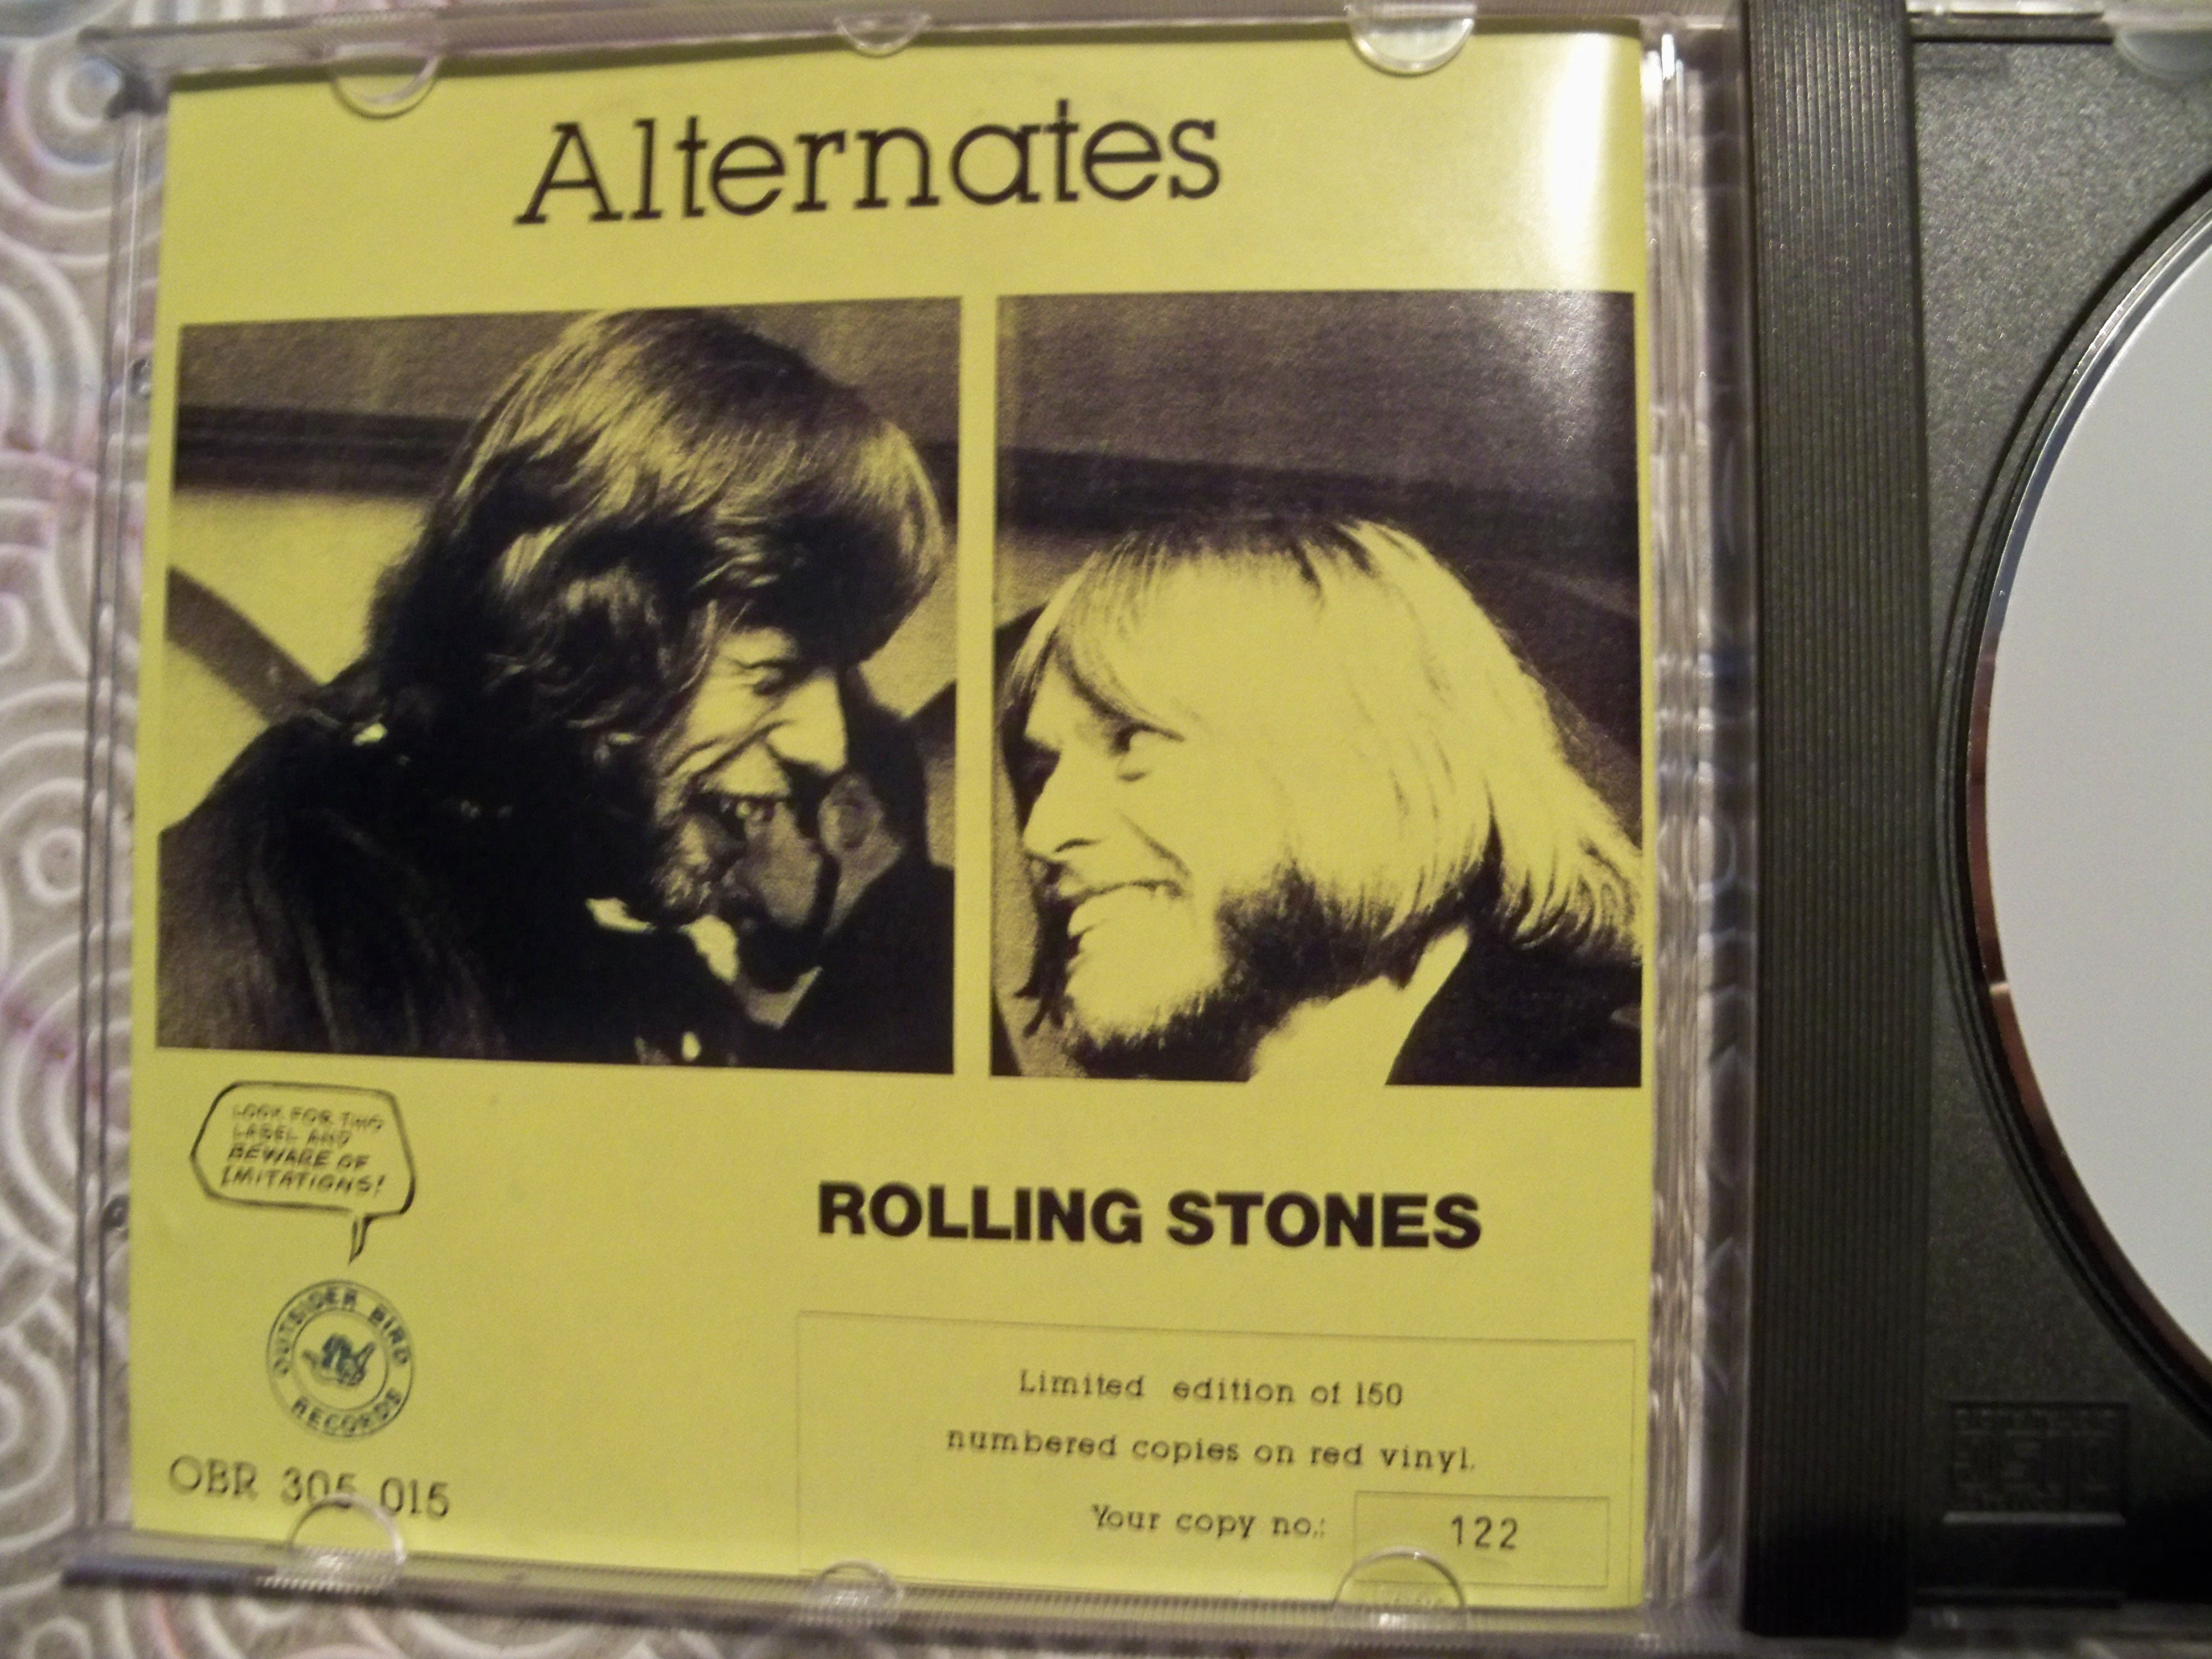 Alternates
LOOK FOR THIS
LABEL AND
BEWARE OF
IMITATIONS!
OUTSIDER BIRD
RECORDS
OBR 305 015
ROLLING STONES
Limited edition of 150
numbered copies on red vinyl.
Your copy no.:
122